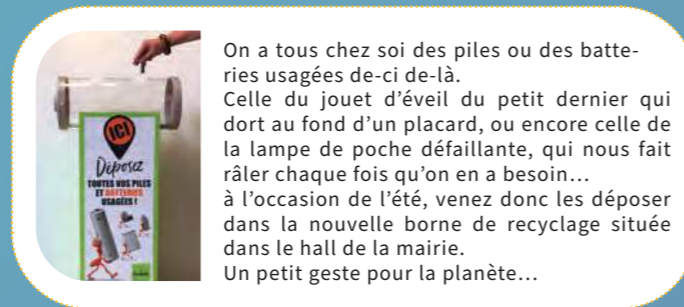 ICI
Déposez
TOUTES VOS PILES
ET BATTERIES
USAGÉES !
On a tous chez soi des piles ou des batte-
ries usagées de-ci de-là.
Celle du jouet d’éveil du petit dernier qui
dort au fond d’un placard, ou encore celle de
la lampe de poche défaillante, qui nous fait
râler chaque fois qu’on en a besoin…
à l’occasion de l’été, venez donc les déposer
dans la nouvelle borne de recyclage située
dans le hall de la mairie.
Un petit geste pour la planète…